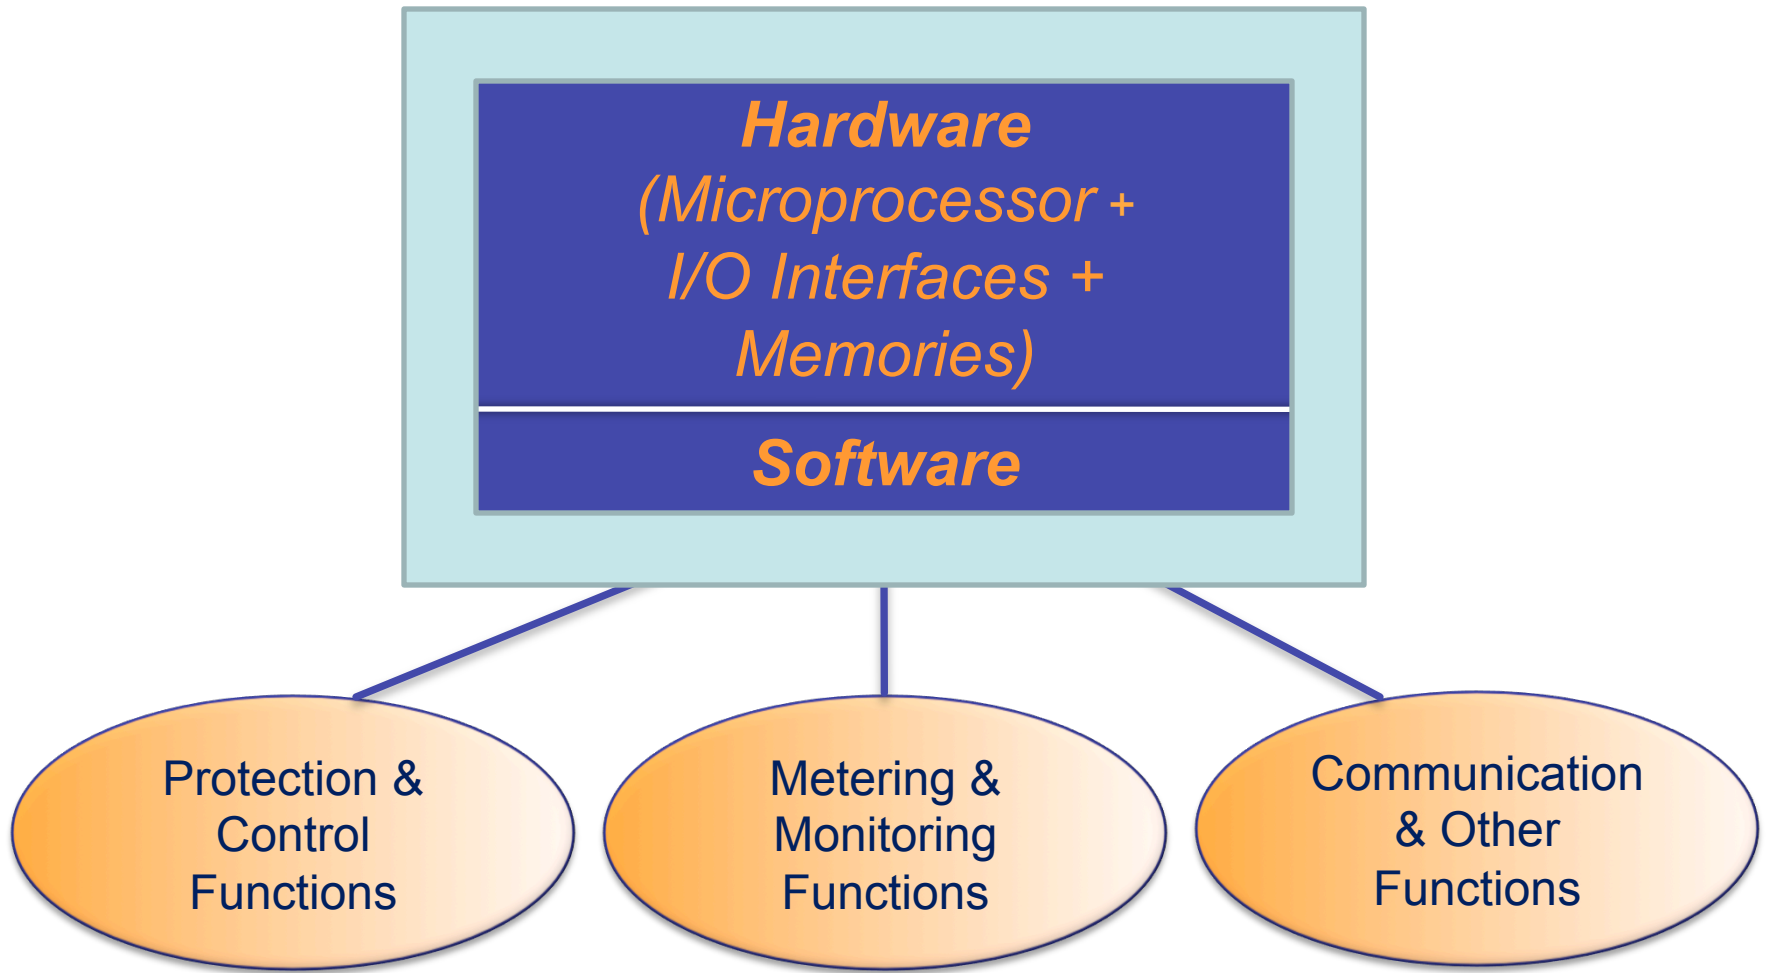 Hardware
(Microprocessor +
I/O Interfaces +
Memories)
Software
Protection &
Control
Functions
Metering &
Monitoring
Functions
Communication
& Other
Functions